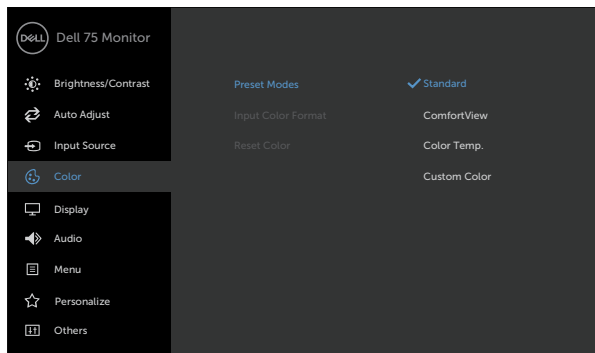 DELL Dell 75 Monitor
Brightness/Contrast
Auto Adjust
Input Source
Color
Display
Audio
Menu
Personalize
Others
Preset Modes
Input Color Format
Reset Color
Standard
ComfortView
Color Temp.
Custom Color